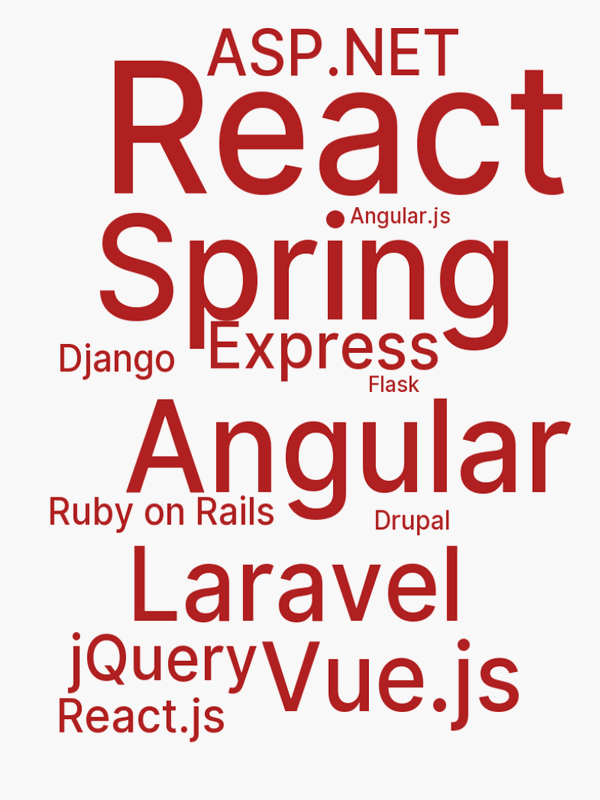 ASP.NET
React
Angular.js
Spring
Express
Django
Flask
Angular
Ruby on Rails
Drupal
Laravel
jQuery
Vue.js
React.js